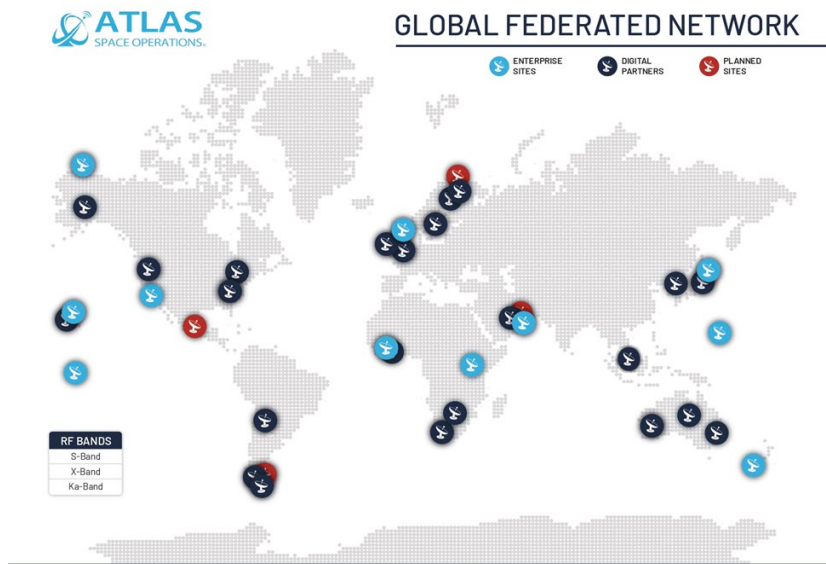 ATLAS
SPACE OPERATIONS®
GLOBAL FEDERATED NETWORK
ENTERPRISE
SITES
DIGITAL
PARTNERS
PLANNED
SITES
RF BANDS
S-Band
X-Band
Ka-Band